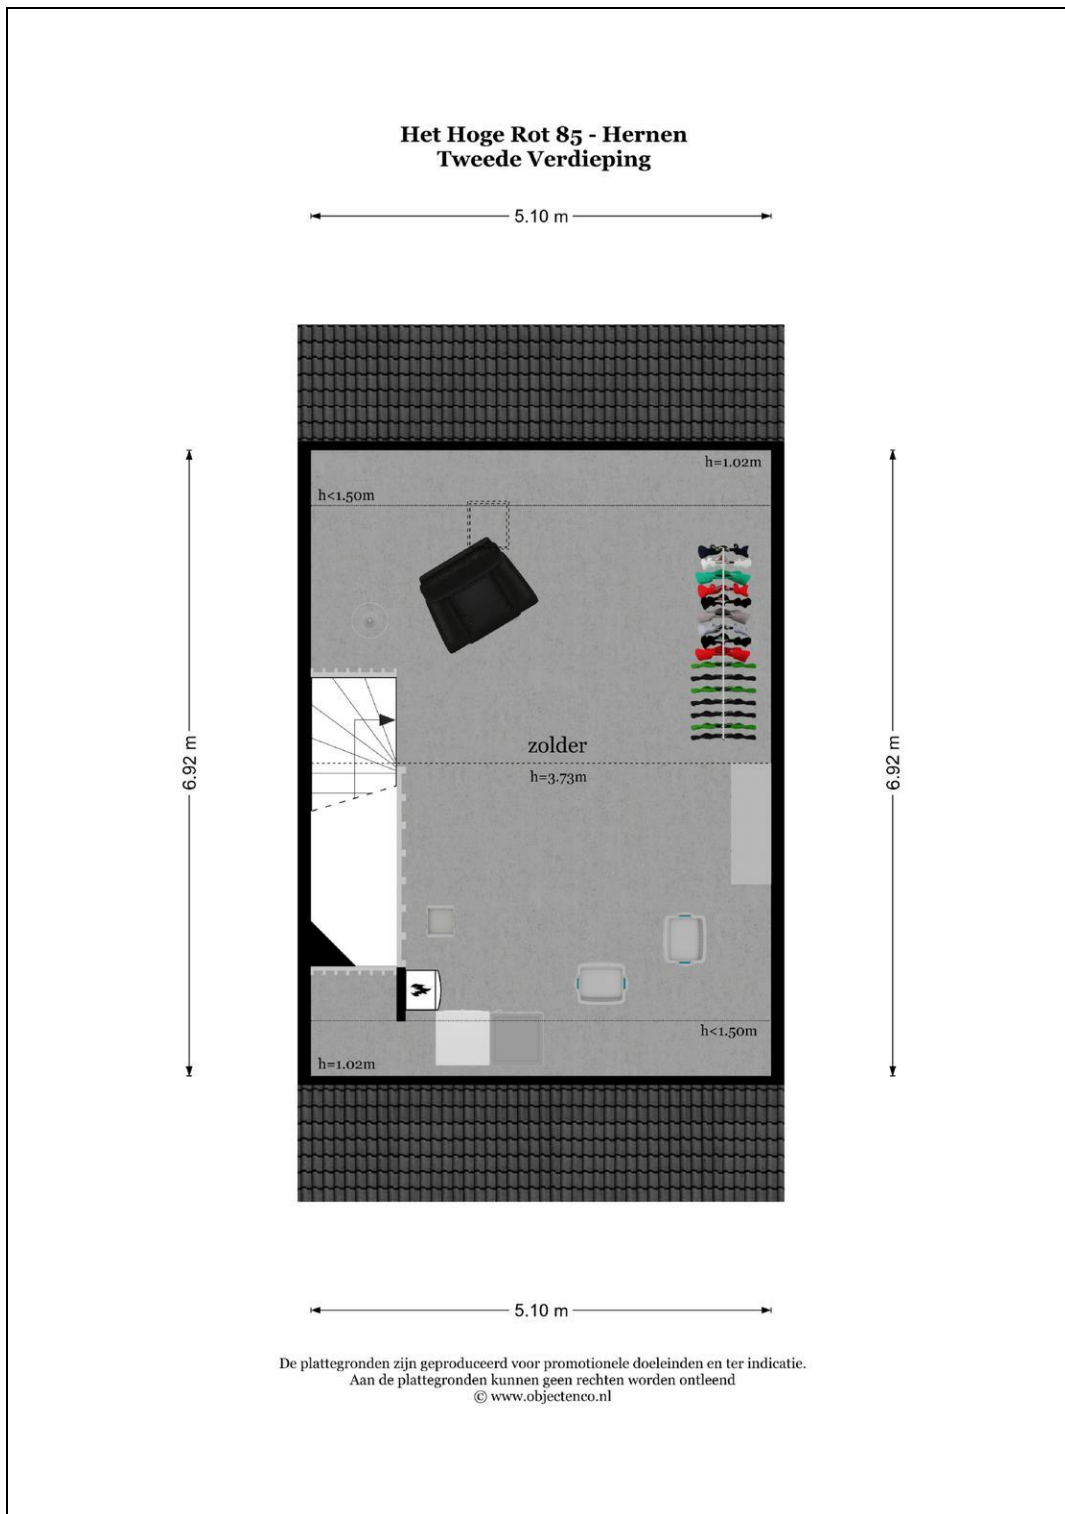 Het Hoge Rot 85 - Hernen
Tweede Verdieping
5.10 m
h=1.02m
h<1.50m
zolder
h=3.73m
6.92 m
6.92 m
h<1.50m
h=1.02m
5.10 m
De plattegronden zijn geproduceerd voor promotionele doeleinden en ter indicatie.
Aan de plattegronden kunnen geen rechten worden ontleend
© www.objectenco.nl